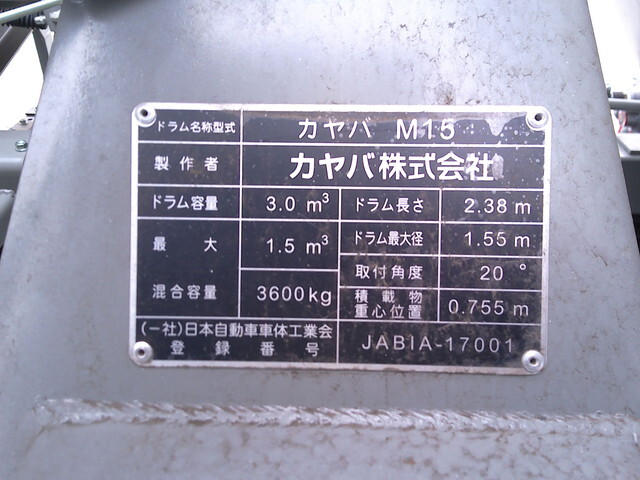 ドラム名称型式 カヤバ M15
製作者 カヤバ株式会社
ドラム容量 3.0 m³ ドラム長さ 2.38 m
最大 1.5 m³ ドラム最大径 1.55 m
取付角度 20 °
混合容量 3600kg 積載物
重心位置 0.755 m
(一社)日本自動車車体工業会
登録番号 JABIA-17001